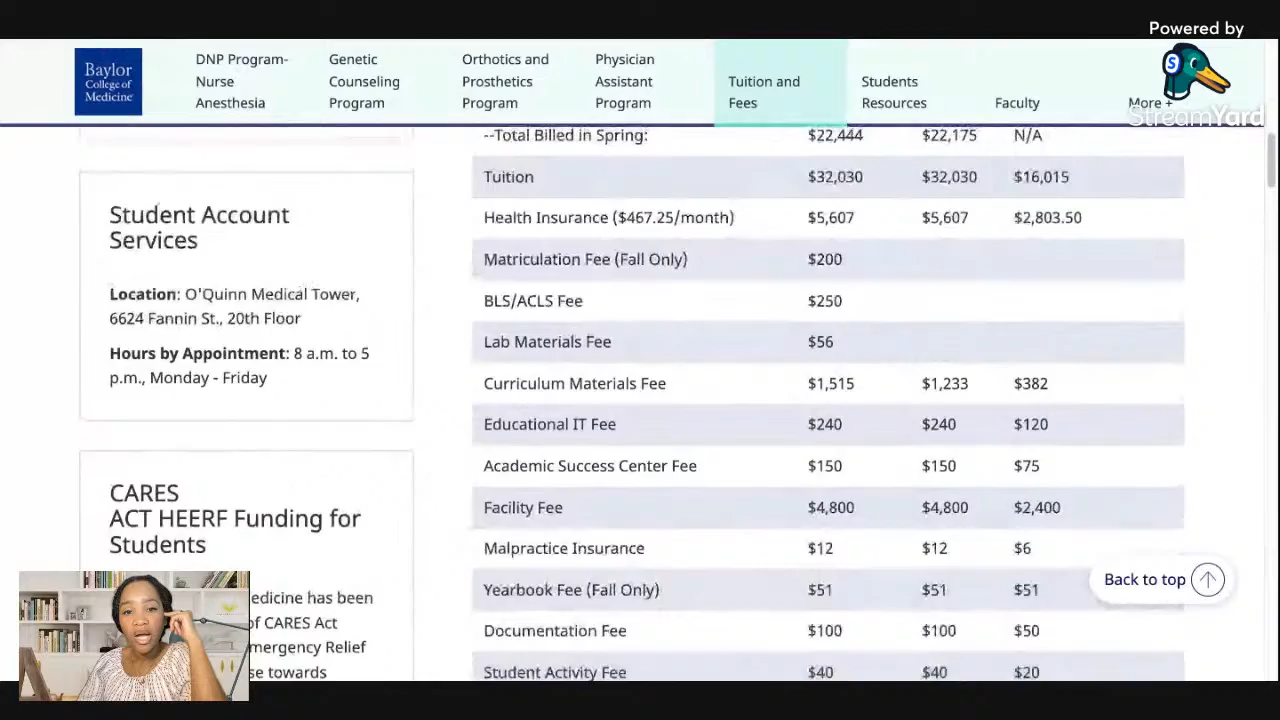 Powered by
StreamYard
Baylor
College of
Medicine
DNP Program-
Nurse
Anesthesia
Genetic
Counseling
Program
Orthotics and
Prosthetics
Program
Physician
Assistant
Program
Tuition and
Fees
Students
Resources
Faculty
More +
Student Account
Services
Location: O'Quinn Medical Tower,
6624 Fannin St., 20th Floor
Hours by Appointment: 8 a.m. to 5
p.m., Monday - Friday
CARES
ACT HEERF Funding for
Students
edicine has been
of CARES Act
mergency Relief
se towards
--Total Billed in Spring: $22,444 $22,175 N/A
Tuition $32,030 $32,030 $16,015
Health Insurance ($467.25/month) $5,607 $5,607 $2,803.50
Matriculation Fee (Fall Only) $200
BLS/ACLS Fee $250
Lab Materials Fee $56
Curriculum Materials Fee $1,515 $1,233 $382
Educational IT Fee $240 $240 $120
Academic Success Center Fee $150 $150 $75
Facility Fee $4,800 $4,800 $2,400
Malpractice Insurance $12 $12 $6
Yearbook Fee (Fall Only) $51 $51 $51
Documentation Fee $100 $100 $50
Student Activity Fee $40 $40 $20
Back to top